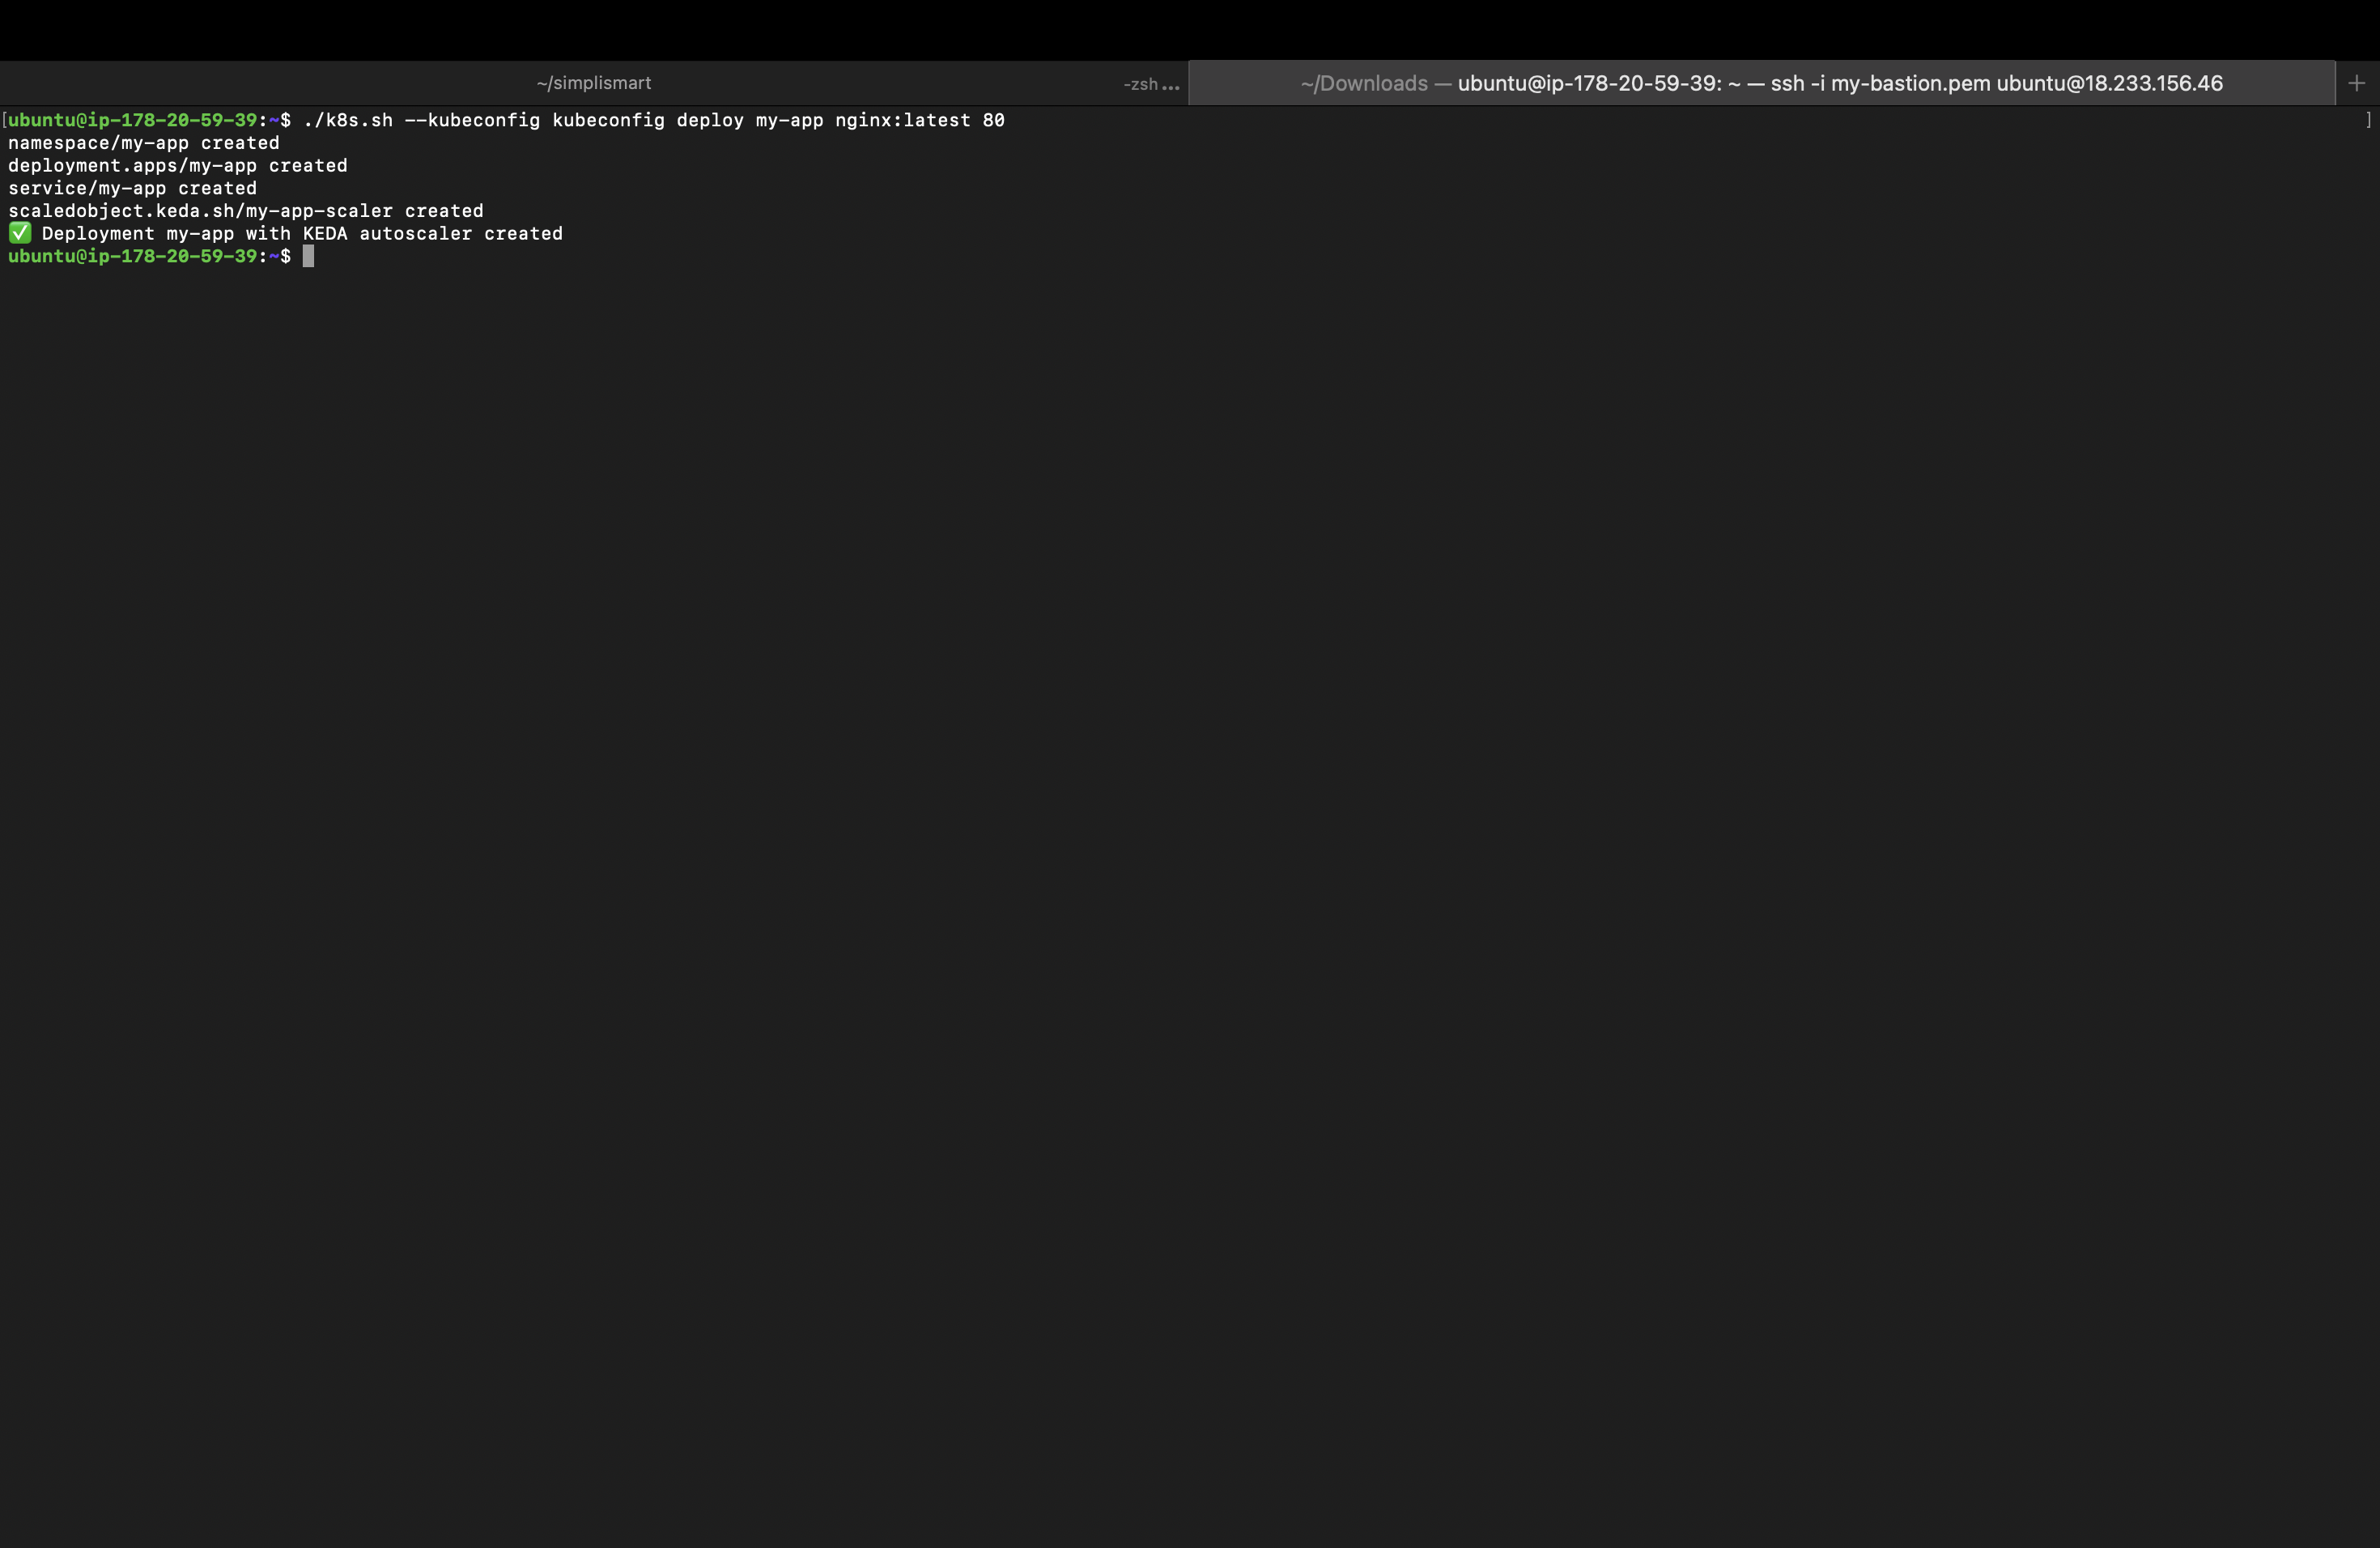 ~/simplismart
-zsh ...
~/Downloads — ubuntu@ip-178-20-59-39: ~ — ssh -i my-bastion.pem ubuntu@18.233.156.46
+
[ubuntu@ip-178-20-59-39:~$ ./k8s.sh --kubeconfig kubeconfig deploy my-app nginx:latest 80 ]
namespace/my-app created
deployment.apps/my-app created
service/my-app created
scaledobject.keda.sh/my-app-scaler created
✅ Deployment my-app with KEDA autoscaler created
ubuntu@ip-178-20-59-39:~$